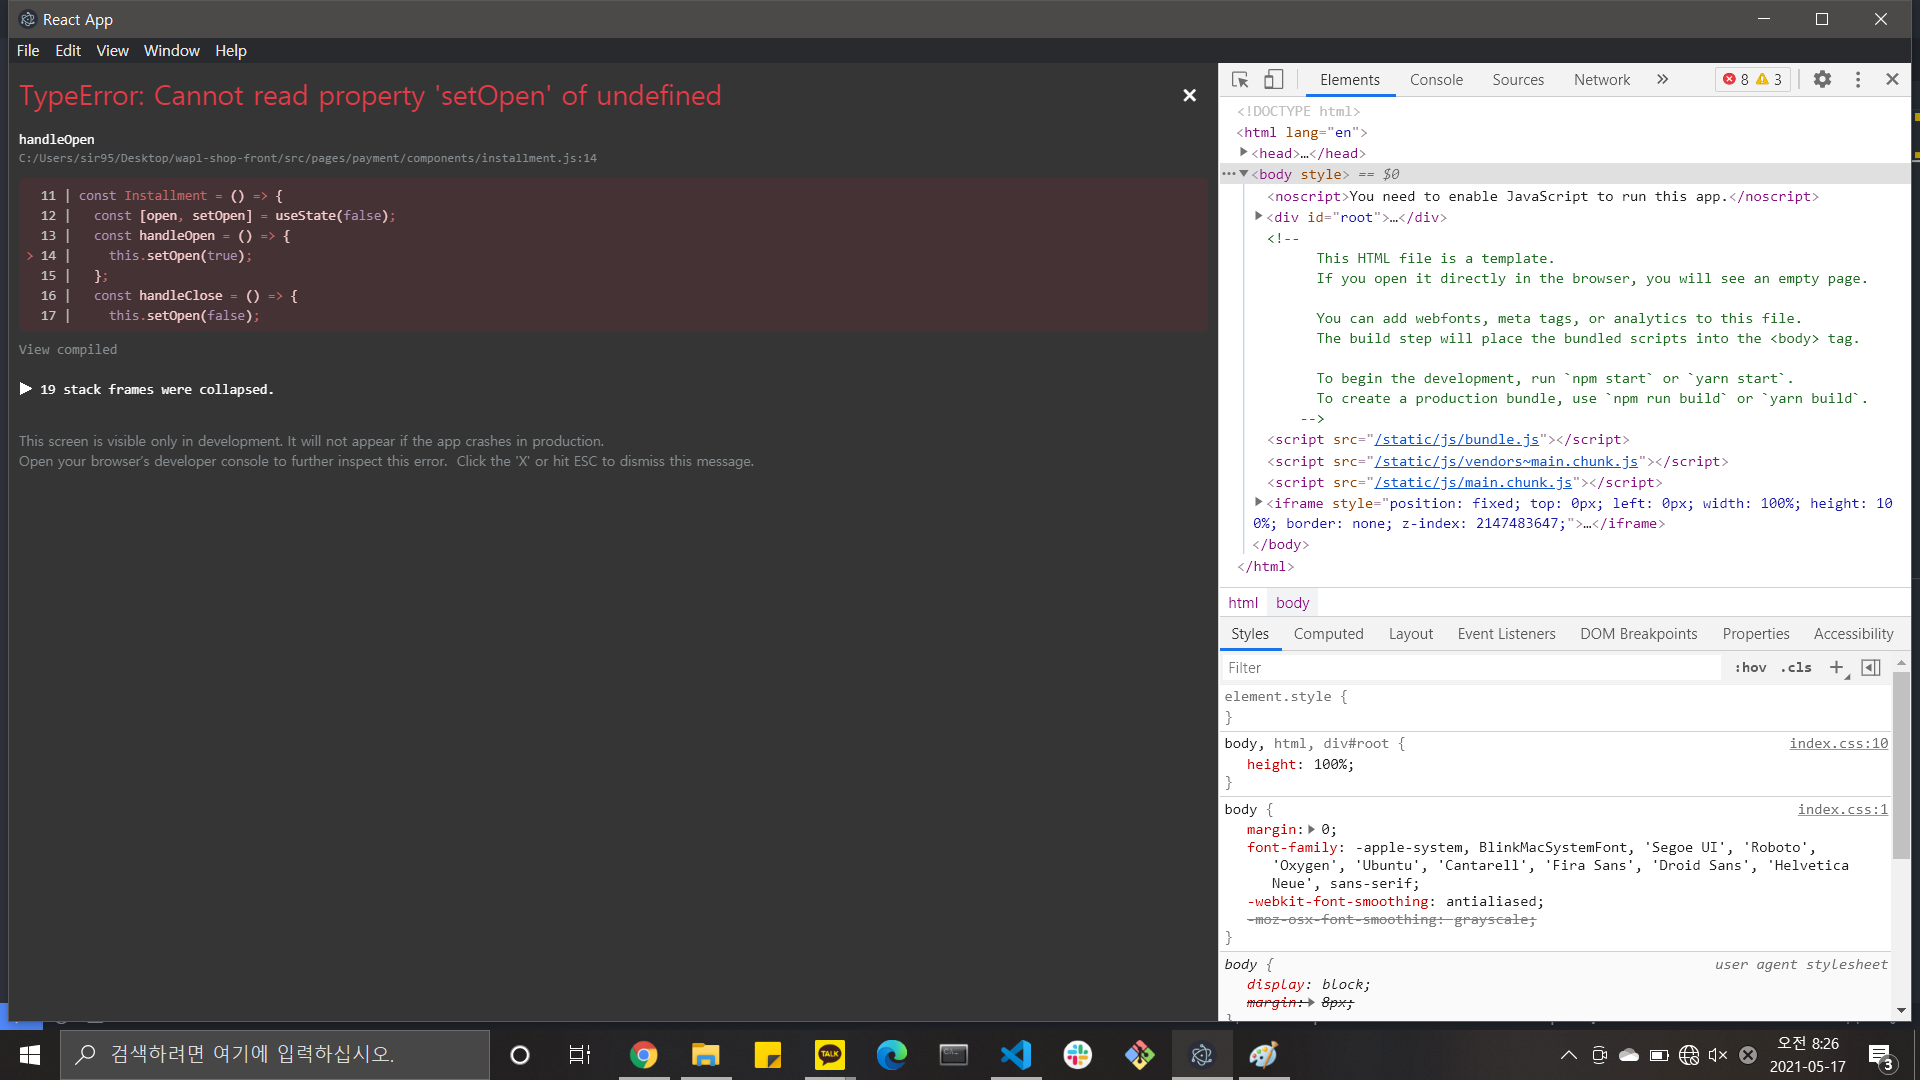 React App
File Edit View Window Help
TypeError: Cannot read property 'setOpen' of undefined
handleOpen
C:/Users/sir95/Desktop/wapl-shop-front/src/pages/payment/components/installment.js:14
11 | const Installment = () => {
12 |   const [open, setOpen] = useState(false);
13 |   const handleOpen = () => {
> 14 |     this.setOpen(true);
15 |   };
16 |   const handleClose = () => {
17 |     this.setOpen(false);
View compiled
▶ 19 stack frames were collapsed.
This screen is visible only in development. It will not appear if the app crashes in production.
Open your browser's developer console to further inspect this error.  Click the 'X' or hit ESC to dismiss this message.
Elements Console Sources Network » 8 3
<!DOCTYPE html>
<html lang="en">
<head>…</head>
<body style> == $0
<noscript>You need to enable JavaScript to run this app.</noscript>
<div id="root">…</div>
<!--
This HTML file is a template.
If you open it directly in the browser, you will see an empty page.
You can add webfonts, meta tags, or analytics to this file.
The build step will place the bundled scripts into the <body> tag.
To begin the development, run `npm start` or `yarn start`.
To create a production bundle, use `npm run build` or `yarn build`.
-->
<script src="/static/js/bundle.js"></script>
<script src="/static/js/vendors~main.chunk.js"></script>
<script src="/static/js/main.chunk.js"></script>
<iframe style="position: fixed; top: 0px; left: 0px; width: 100%; height: 10
0%; border: none; z-index: 2147483647;">…</iframe>
</body>
</html>
html body
Styles Computed Layout Event Listeners DOM Breakpoints Properties Accessibility
Filter :hov .cls +
element.style {
}
body, html, div#root { index.css:10
height: 100%;
}
body { index.css:1
margin: 0;
font-family: -apple-system, BlinkMacSystemFont, 'Segoe UI', 'Roboto',
'Oxygen', 'Ubuntu', 'Cantarell', 'Fira Sans', 'Droid Sans', 'Helvetica
Neue', sans-serif;
-webkit-font-smoothing: antialiased;
-moz-osx-font-smoothing: grayscale;
}
body { user agent stylesheet
display: block;
margin: 8px;
}
검색하려면 여기에 입력하십시오.
TALK
오전 8:26
2021-05-17
3